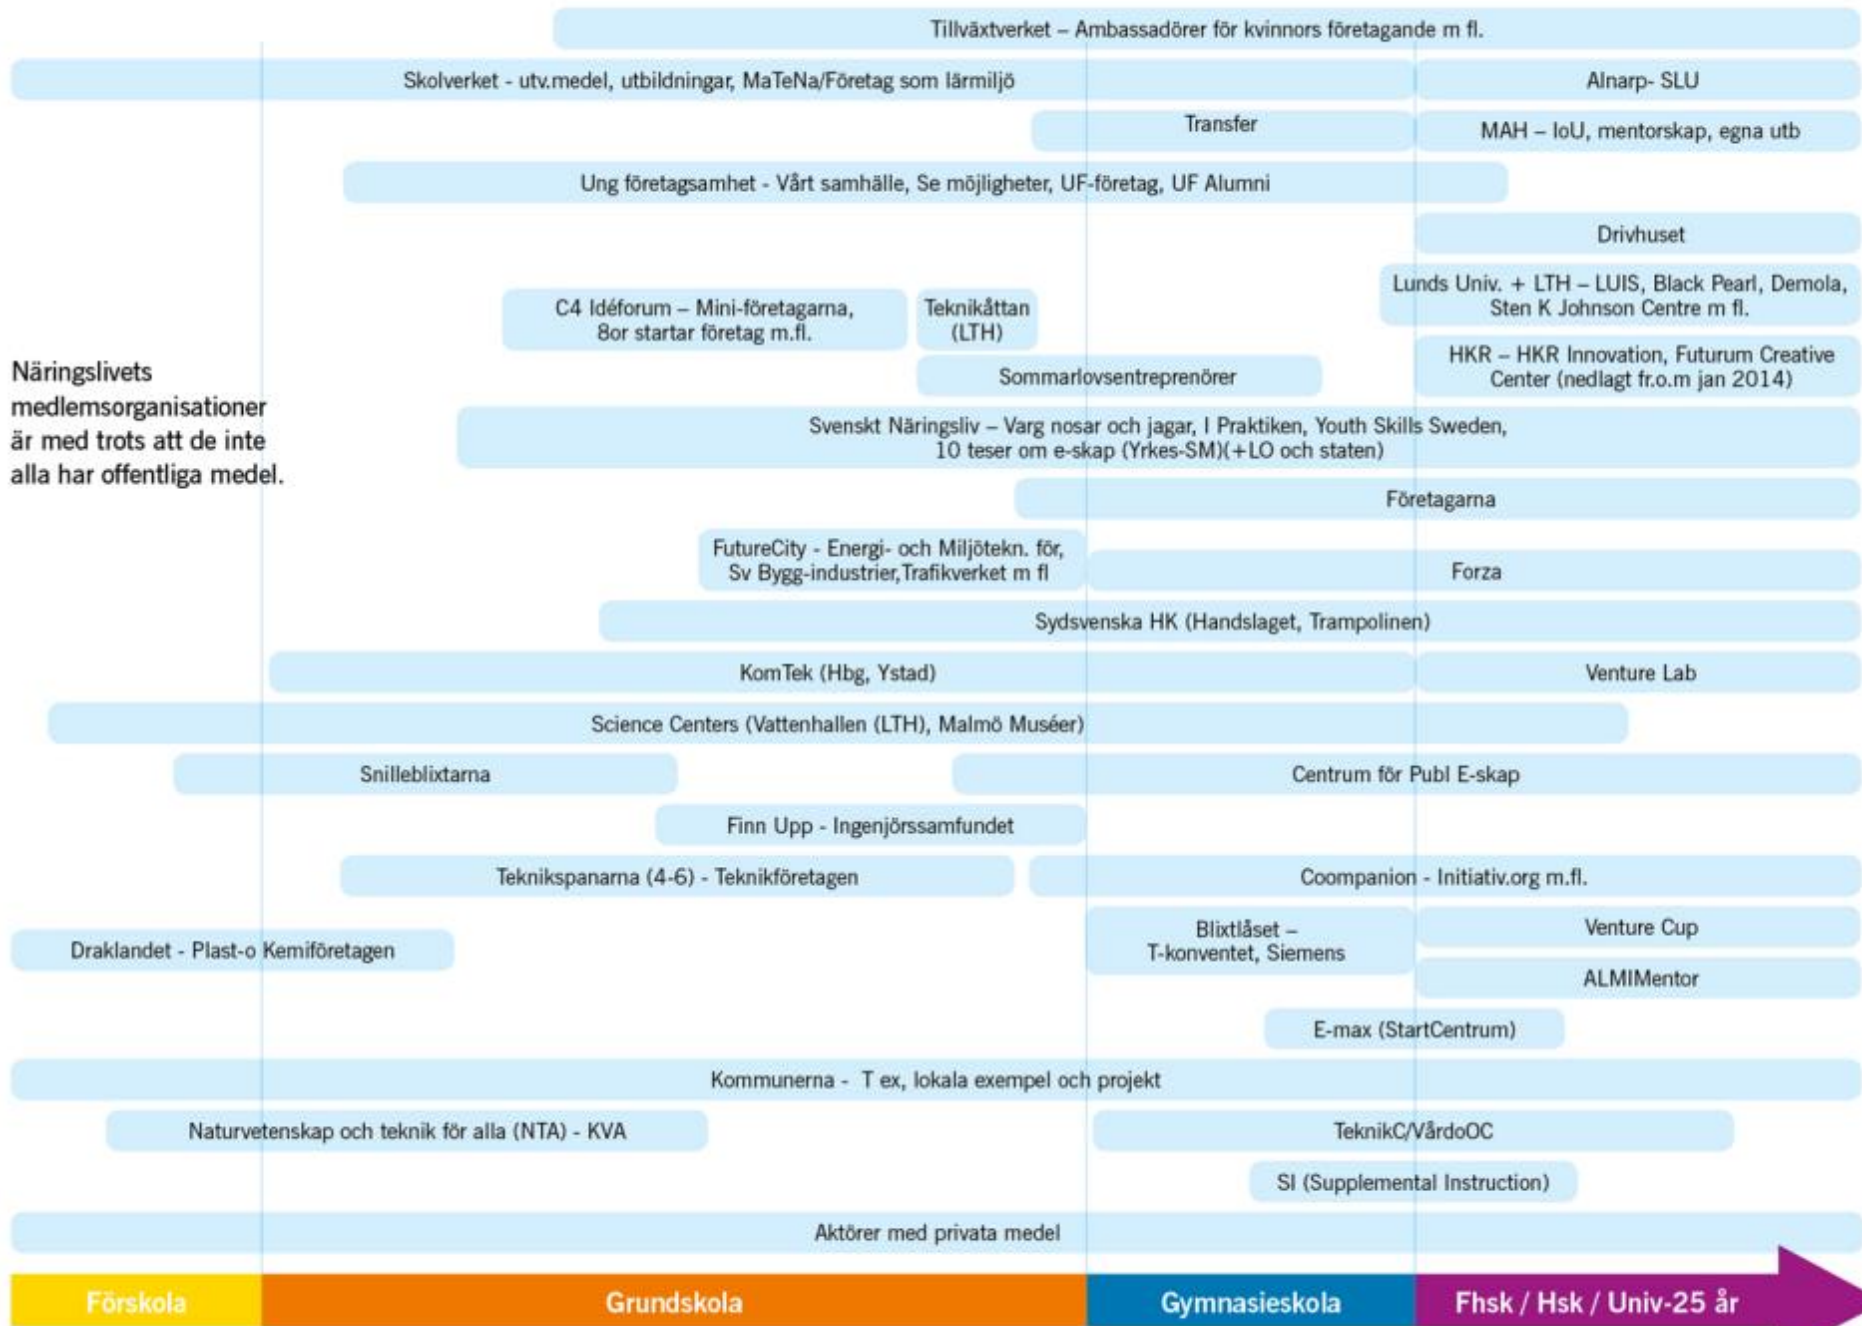 Tillväxtverket – Ambassadörer för kvinnors företagande m fl.
Skolverket - utv.medel, utbildningar, MaTeNa/Företag som lärmiljö
Alnarp- SLU
Transfer
MAH – IoU, mentorskap, egna utb
Ung företagsamhet - Vårt samhälle, Se möjligheter, UF-företag, UF Alumni
Drivhuset
C4 Idéforum – Mini-företagarna,
8or startar företag m.fl.
Teknikåttan
(LTH)
Lunds Univ. + LTH – LUIS, Black Pearl, Demola,
Sten K Johnson Centre m fl.
Näringslivets
medlemsorganisationer
är med trots att de inte
alla har offentliga medel.
Sommarlovsentreprenörer
HKR – HKR Innovation, Futurum Creative
Center (nedlagt fr.o.m jan 2014)
Svenskt Näringsliv – Varg nosar och jagar, I Praktiken, Youth Skills Sweden,
10 teser om e-skap (Yrkes-SM)(+LO och staten)
Företagarna
FutureCity - Energi- och Miljötekn. för,
Sv Bygg-industrier,Trafikverket m fl
Forza
Sydsvenska HK (Handslaget, Trampolinen)
KomTek (Hbg, Ystad)
Venture Lab
Science Centers (Vattenhallen (LTH), Malmö Muséer)
Snilleblixtarna
Centrum för Publ E-skap
Finn Upp - Ingenjörssamfundet
Teknikspanarna (4-6) - Teknikföretagen
Coompanion - Initiativ.org m.fl.
Draklandet - Plast-o Kemiföretagen
Blixtlåset –
T-konventet, Siemens
Venture Cup
ALMIMentor
E-max (StartCentrum)
Kommunerna - T ex, lokala exempel och projekt
Naturvetenskap och teknik för alla (NTA) - KVA
TeknikC/VårdoOC
SI (Supplemental Instruction)
Aktörer med privata medel
Förskola
Grundskola
Gymnasieskola
Fhsk / Hsk / Univ-25 år